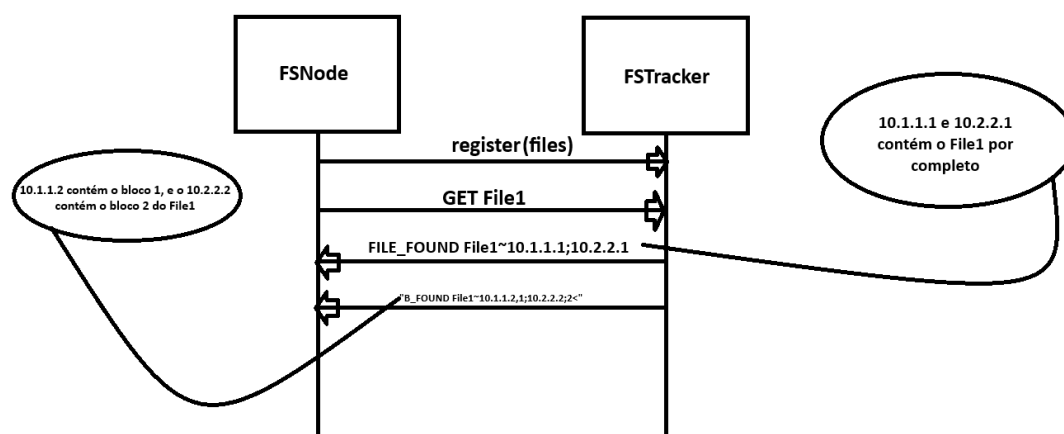 FSNode
FSTracker
register(files)
10.1.1.1 e 10.2.2.1
contém o File1 por
completo
10.1.1.2 contém o bloco 1, e o 10.2.2.2
contém o bloco 2 do File1
GET File1
FILE_FOUND File1~10.1.1.1;10.2.2.1
"B_FOUND File1~10.1.1.2,1;10.2.2.2;2<"